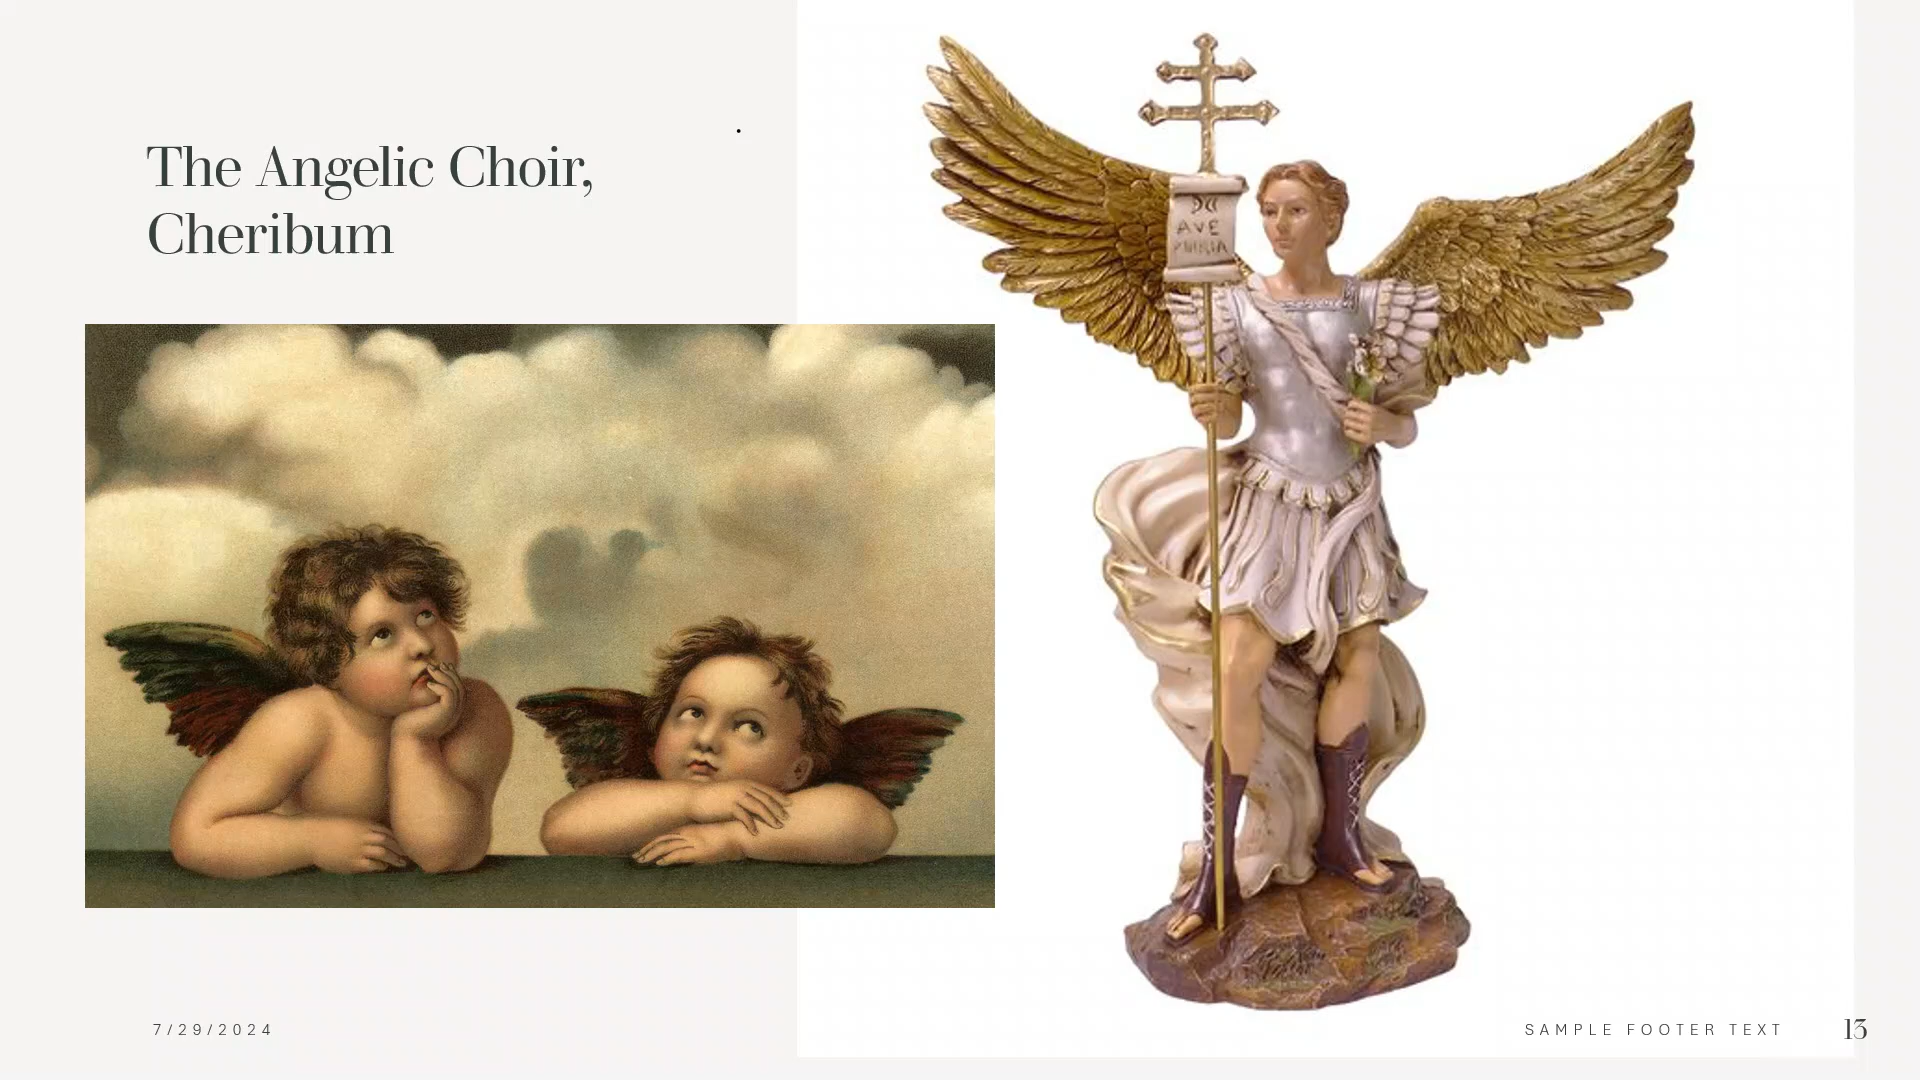 The Angelic Choir,
Cheribum
AVE
7/29/2024
SAMPLE FOOTER TEXT
13